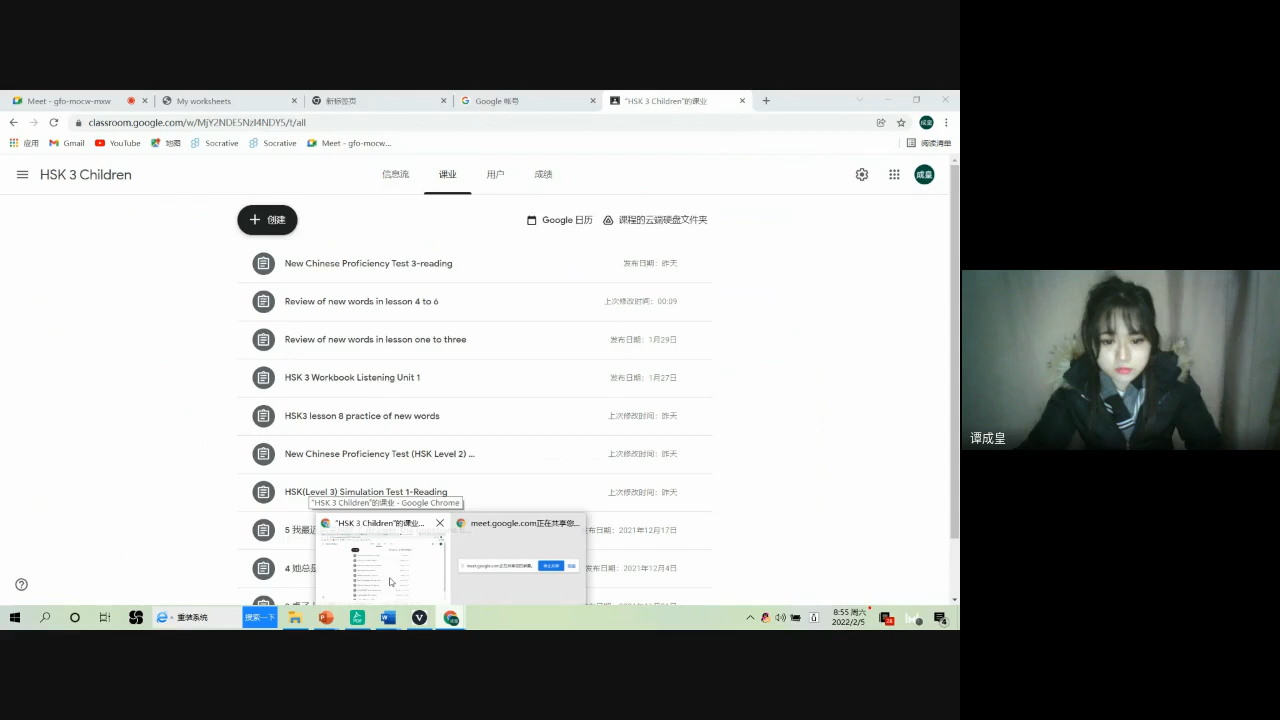 Meet - gfo-mocw-mxw
My worksheets
新标签页
Google 帐号
"HSK 3 Children"的课业
classroom.google.com/w/MjY2NDE5NzI4NDY5/t/all
成皇
应用
Gmail
YouTube
地图
Socrative
Socrative
Meet - gfo-mocw...
阅读清单
HSK 3 Children
信息流
课业
用户
成绩
成皇
创建
Google 日历
课程的云端硬盘文件夹
New Chinese Proficiency Test 3-reading
发布日期：昨天
Review of new words in lesson 4 to 6
上次修改时间：00:09
Review of new words in lesson one to three
发布日期：1月29日
HSK 3 Workbook Listening Unit 1
发布日期：1月27日
HSK3 lesson 8 practice of new words
上次修改时间：昨天
New Chinese Proficiency Test (HSK Level 2) ...
上次修改时间：昨天
HSK(Level 3) Simulation Test 1-Reading
上次修改时间：昨天
"HSK 3 Children"的课业 - Google Chrome
"HSK 3 Children"的课业...
meet.google.com正在共享您...
5 我最近
布日期：2021年12月17日
4 她总是
发布日期：2021年12月4日
谭成皇
重装系统
搜索一下
8:55 周六
2022/2/5